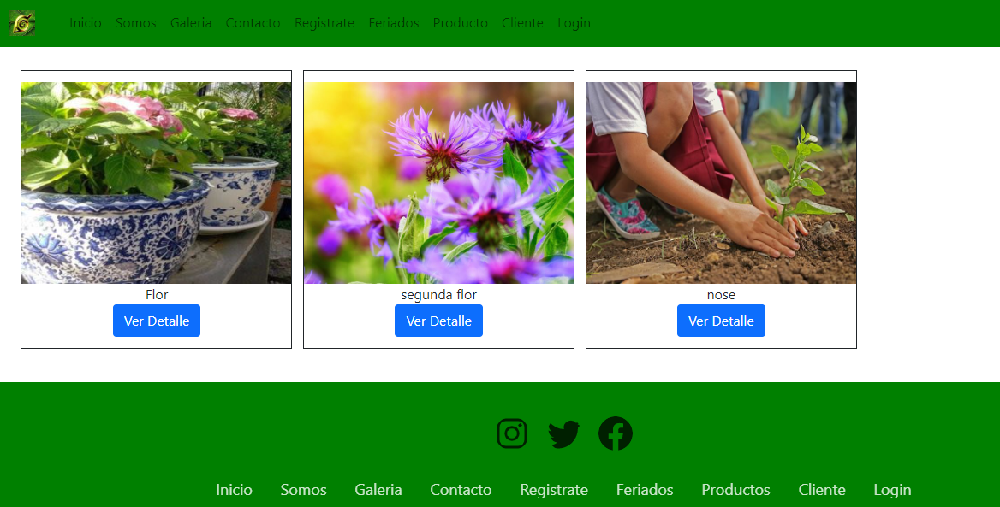 Inicio Somos Galeria Contacto Registrate Feriados Producto Cliente Login
Flor segunda flor nose
Ver Detalle Ver Detalle Ver Detalle
Inicio Somos Galeria Contacto Registrate Feriados Productos Cliente Login